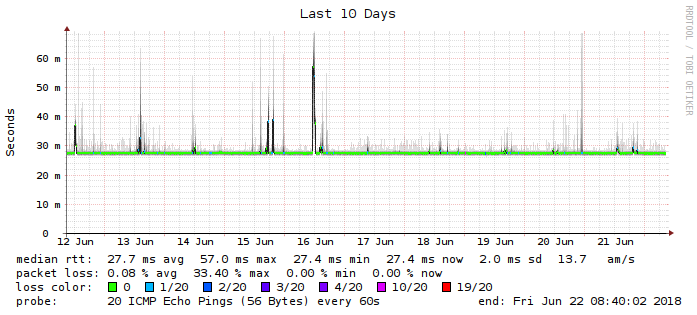 Last 10 Days
RRDTOOL / TOBI OETIKER
Seconds
60 m
50 m
40 m
30 m
20 m
10 m
0
12 Jun 13 Jun 14 Jun 15 Jun 16 Jun 17 Jun 18 Jun 19 Jun 20 Jun 21 Jun
median rtt: 27.7 ms avg 57.0 ms max 27.4 ms min 27.4 ms now 2.0 ms sd 13.7 am/s
packet loss: 0.08 % avg 33.40 % max 0.00 % min 0.00 % now
loss color: 0 1/20 2/20 3/20 4/20 10/20 19/20
probe: 20 ICMP Echo Pings (56 Bytes) every 60s end: Fri Jun 22 08:40:02 2018